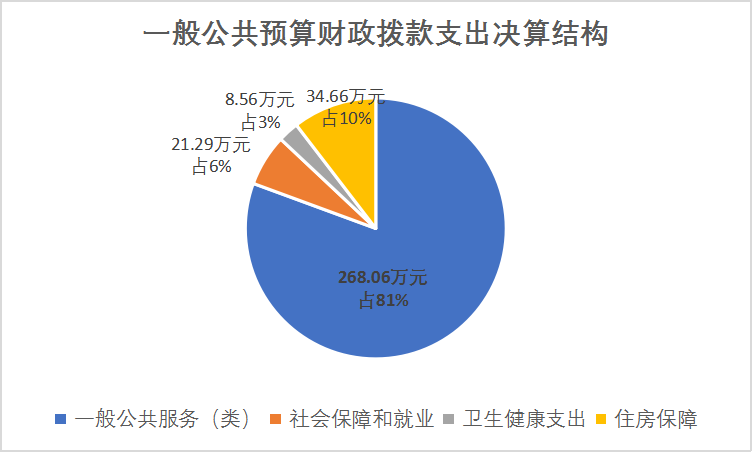 一般公共预算财政拨款支出决算结构
34.66万元
占10%
8.56万元
占3%
21.29万元
占6%
268.06万元
占81%
一般公共服务（类） 社会保障和就业 卫生健康支出 住房保障